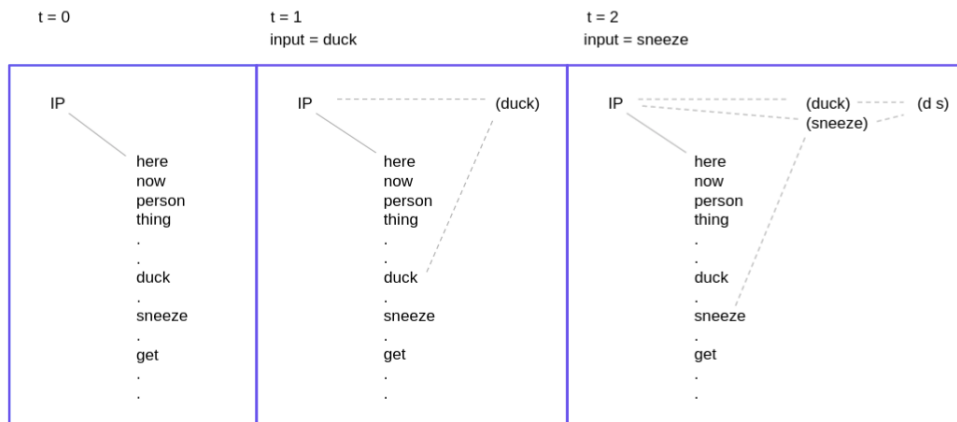 t = 0
t = 1
input = duck
t = 2
input = sneeze
IP
here
now
person
thing
.
.
duck
.
sneeze
.
get
.
.
IP
(duck)
here
now
person
thing
.
.
duck
.
sneeze
.
get
.
.
IP
(duck)
(d s)
(sneeze)
here
now
person
thing
.
.
duck
.
sneeze
.
get
.
.